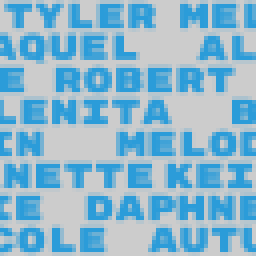 TYLER MEL
AQUEL AL
E ROBERT
LENITA B
IN MELOD
NETTE KEI
IE DAPHNE
COLE AUTU